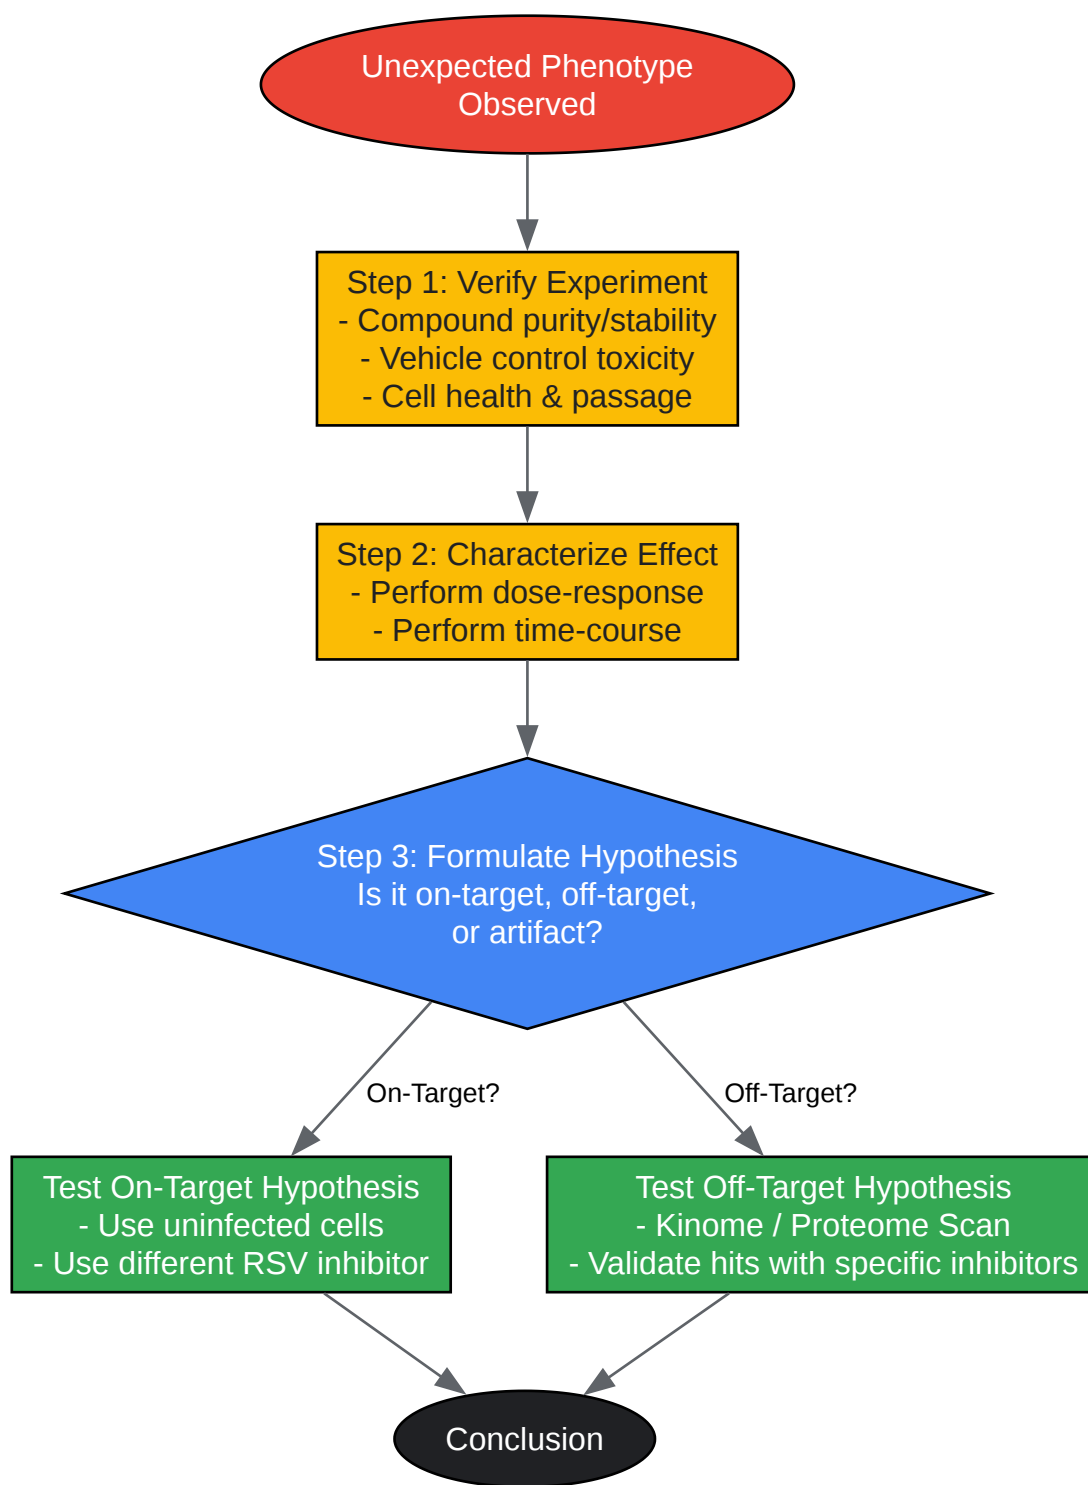 Unexpected Phenotype
Observed
Step 1: Verify Experiment
- Compound purity/stability
- Vehicle control toxicity
- Cell health & passage
Step 2: Characterize Effect
- Perform dose-response
- Perform time-course
Step 3: Formulate Hypothesis
Is it on-target, off-target,
or artifact?
On-Target?
Off-Target?
Test On-Target Hypothesis
- Use uninfected cells
- Use different RSV inhibitor
Test Off-Target Hypothesis
- Kinome / Proteome Scan
- Validate hits with specific inhibitors
Conclusion